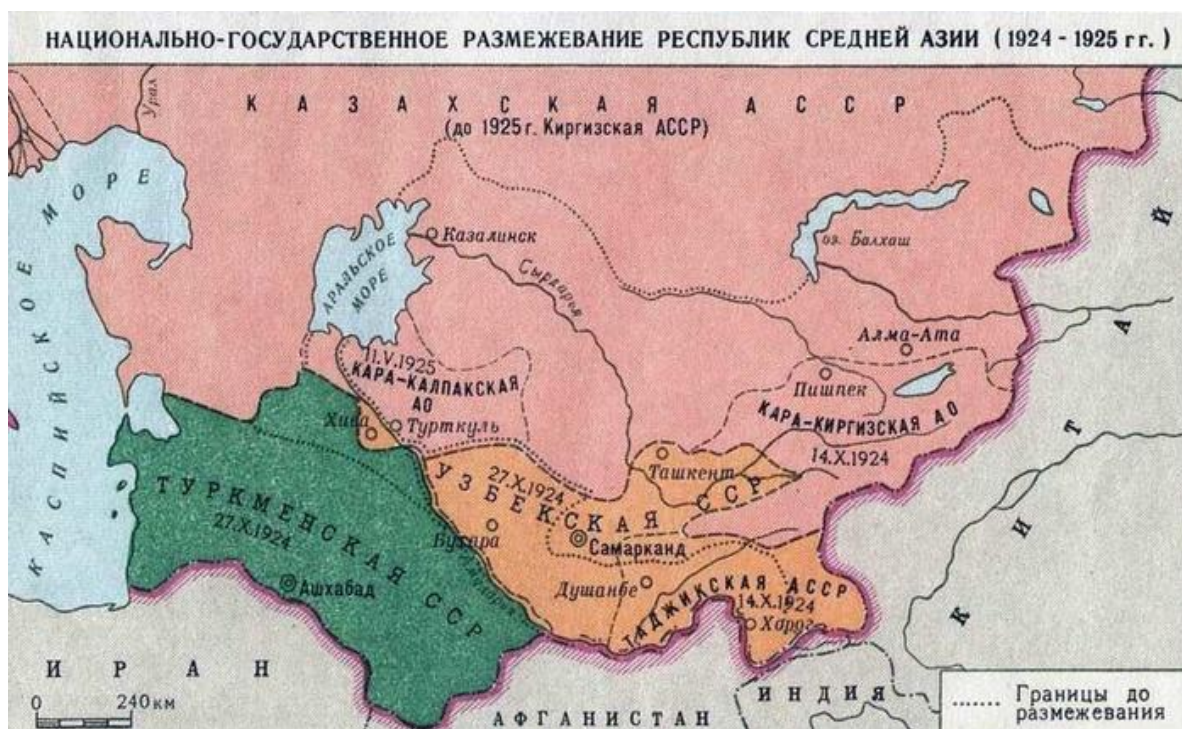 НАЦИОНАЛЬНО-ГОСУДАРСТВЕННОЕ РАЗМЕЖЕВАНИЕ РЕСПУБЛИК СРЕДНЕЙ АЗИИ (1924 - 1925 гг.)
Урал
КАЗАХСКАЯ АССР
(до 1925г. Киргизская АССР)
КАСПИЙСКОЕ МОРЕ
АРАЛЬСКОЕ
МОРЕ
Казалинск
Сырдарья
оз. Балхаш
КИТАЙ
Алма-Ата
11.V.1925
КАРА-КАЛПАКСКАЯ
АО
Пишпек
КАРА-КИРГИЗСКАЯ АО
14.X.1924
Хива
Турткуль
Ташкент
27.X.1924
УЗБЕКСКАЯ ССР
ТУРКМЕНСКАЯ ССР
27.X.1924
Бухара
Самарканд
Амударья
Ашхабад
Душанбе
ТАДЖИКСКАЯ АССР
14.X.1924
Харог
ИРАН
0 240км
АФГАНИСТАН
ИНДИЯ
Границы до
размежевания